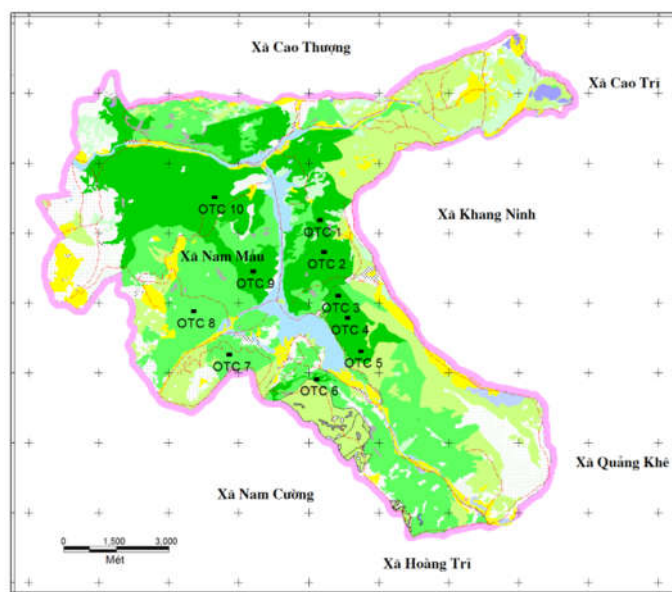 Xã Cao Thượng
Xã Cao Trĩ
Xã Khang Ninh
OTC 10
OTC 1
OTC 2
Xã Nam Mẫu
OTC 9
OTC 3
OTC 8
OTC 4
OTC 7
OTC 5
OTC 6
Xã Quảng Khê
Xã Nam Cường
0 1,500 3,000
Mét
Xã Hoàng Trĩ